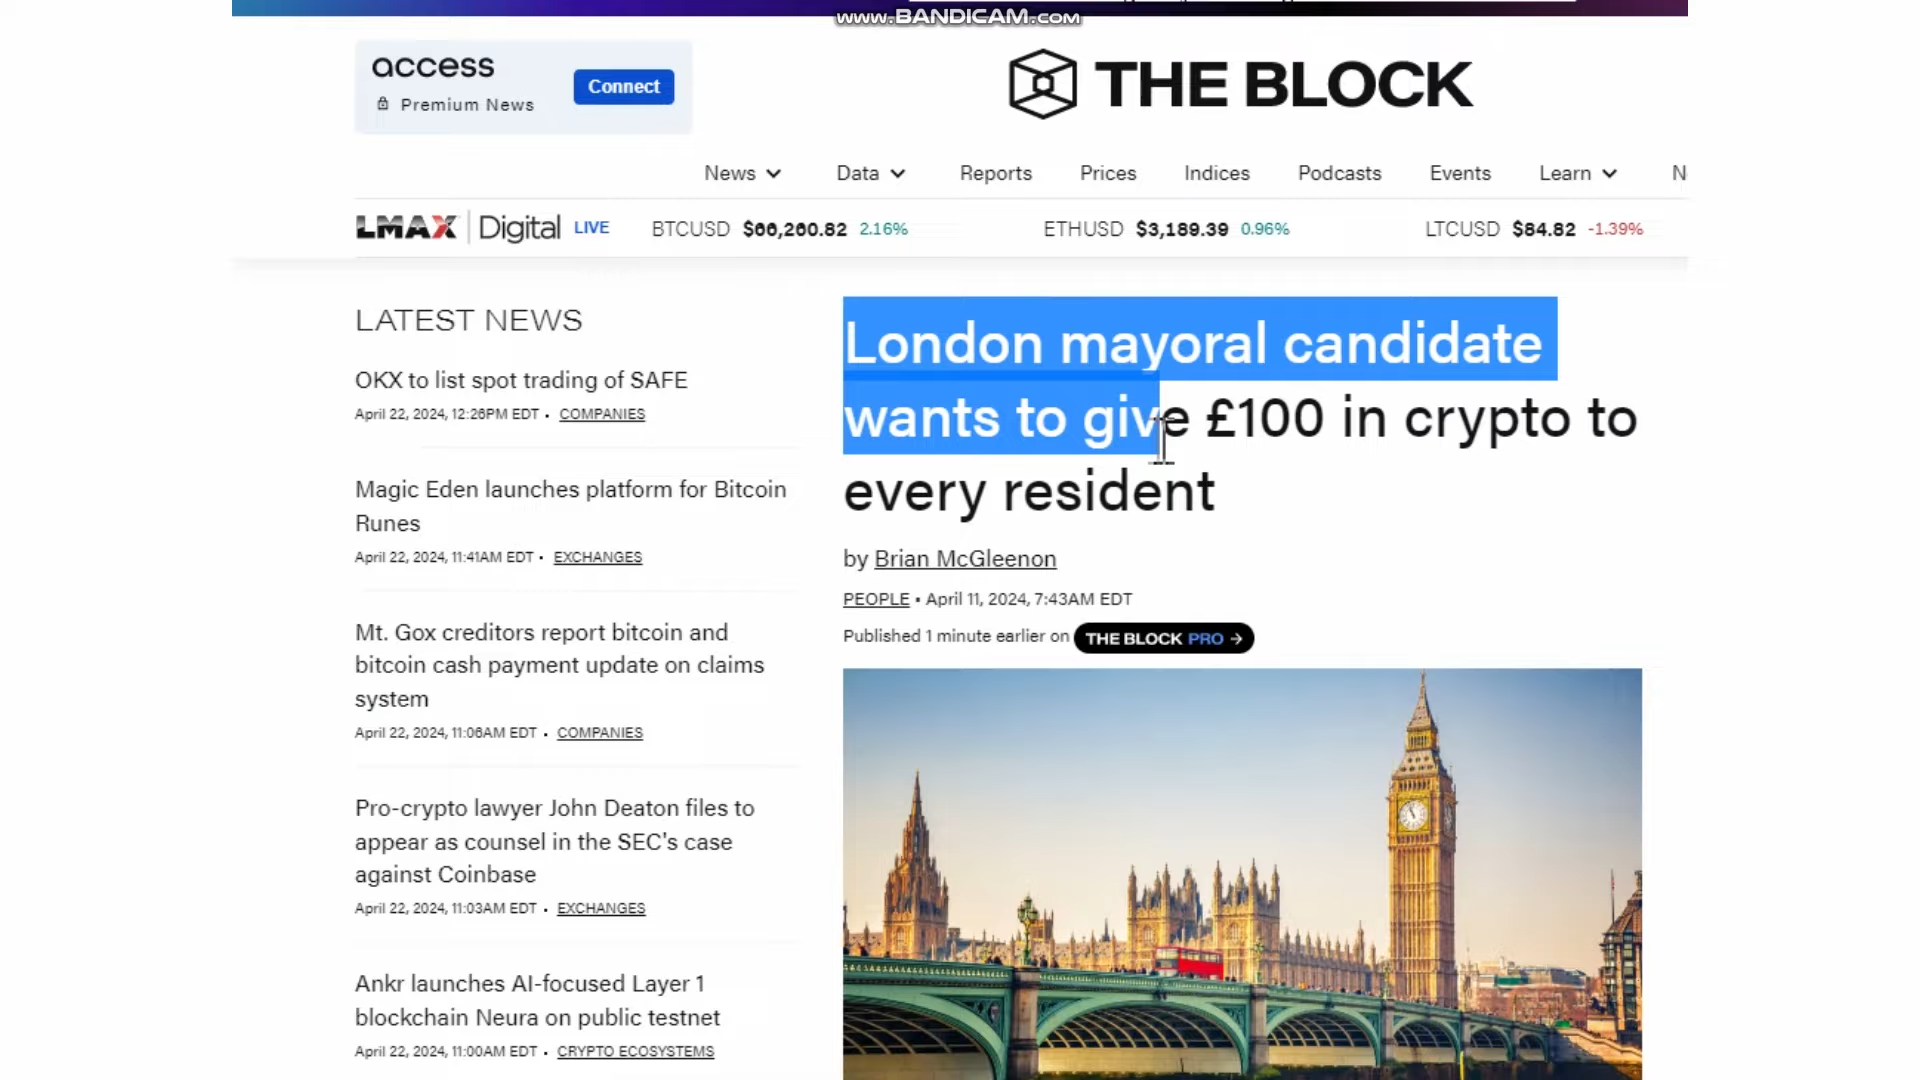 www.BANDICAM.com
access
Premium News
Connect
THE BLOCK
News
Data
Reports
Prices
Indices
Podcasts
Events
Learn
N
LMAX Digital LIVE
BTCUSD $66,260.82 2.16%
ETHUSD $3,189.39 0.96%
LTCUSD $84.82 -1.39%
LATEST NEWS
OKX to list spot trading of SAFE
April 22, 2024, 12:26PM EDT • COMPANIES
Magic Eden launches platform for Bitcoin
Runes
April 22, 2024, 11:41AM EDT • EXCHANGES
Mt. Gox creditors report bitcoin and
bitcoin cash payment update on claims
system
April 22, 2024, 11:06AM EDT • COMPANIES
Pro-crypto lawyer John Deaton files to
appear as counsel in the SEC's case
against Coinbase
April 22, 2024, 11:03AM EDT • EXCHANGES
Ankr launches AI-focused Layer 1
blockchain Neura on public testnet
April 22, 2024, 11:00AM EDT • CRYPTO ECOSYSTEMS
London mayoral candidate
wants to give £100 in crypto to
every resident
by Brian McGleenon
PEOPLE • April 11, 2024, 7:43AM EDT
Published 1 minute earlier on THE BLOCK PRO →